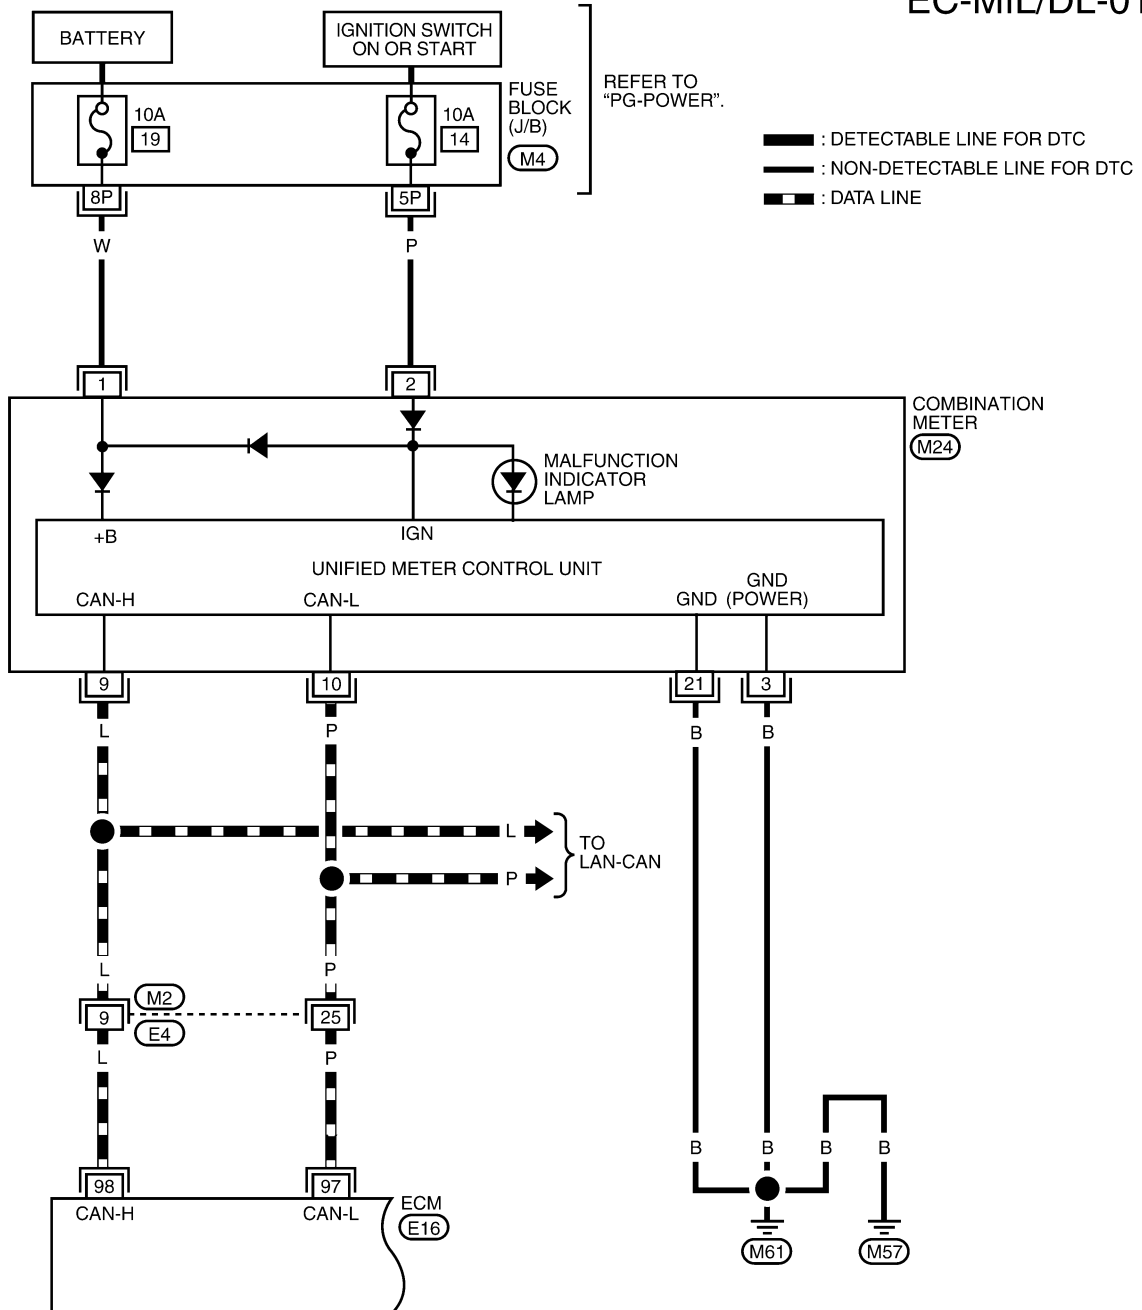 EC-MIL/DL-01
BATTERY
IGNITION SWITCH
ON OR START
10A
19
10A
14
FUSE
BLOCK
(J/B)
M4
REFER TO
“PG-POWER”.
: DETECTABLE LINE FOR DTC
: NON-DETECTABLE LINE FOR DTC
: DATA LINE
8P
5P
W
P
1
2
COMBINATION
METER
M24
MALFUNCTION
INDICATOR
LAMP
+B
IGN
UNIFIED METER CONTROL UNIT
CAN-H
CAN-L
GND
GND
(POWER)
9
10
21
3
L
P
B
B
L
P
TO
LAN-CAN
L
P
M2
9
25
E4
L
P
B
B
B
B
98
97
CAN-H
CAN-L
ECM
E16
M61
M57